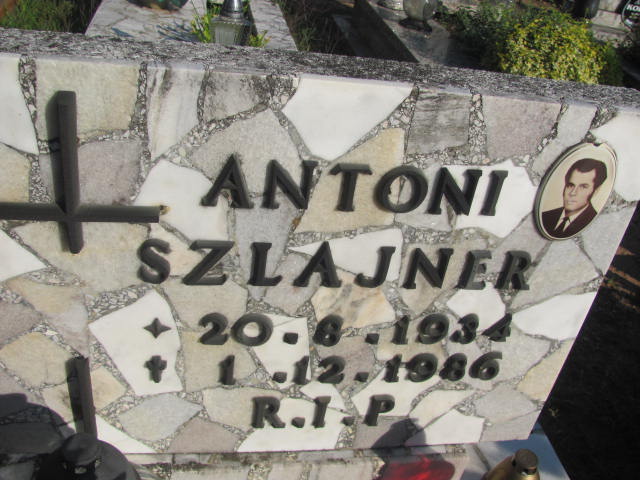 ANTONI
SZLAJNER
20.8.1934
1.12.1986
R.I.P